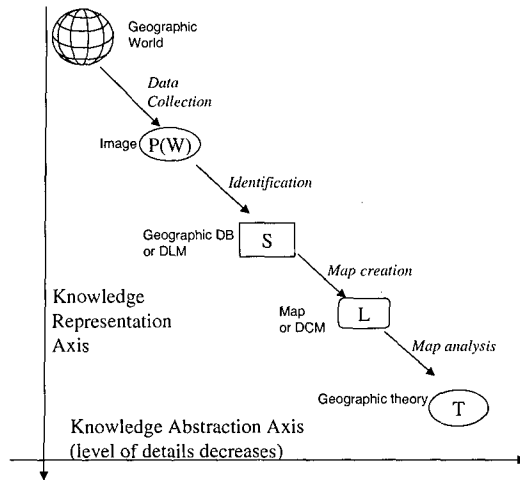 Geographic
World
Data
Collection
Image
P(W)
Identification
Geographic DB
or DLM
S
Map creation
Knowledge
Representation
Axis
Map
or DCM
L
Map analysis
Geographic theory
T
Knowledge Abstraction Axis
(level of details decreases)